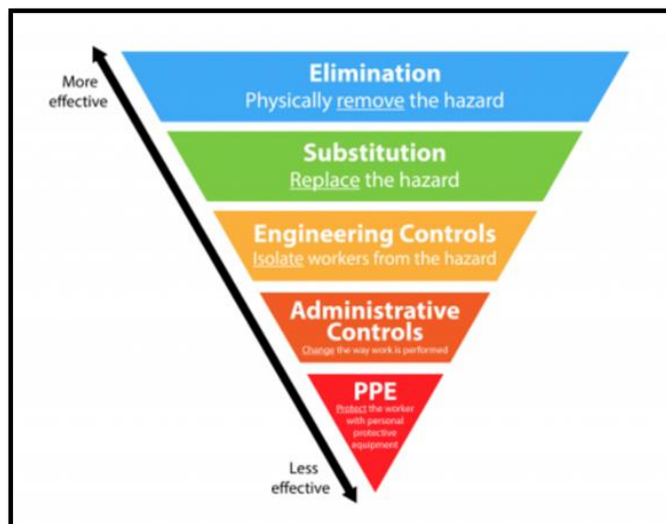 More
effective
Elimination
Physically remove the hazard
Substitution
Replace the hazard
Engineering Controls
Isolate workers from the hazard
Administrative
Controls
Change the way work is performed
PPE
Protect the worker
with personal
protective
equipment
Less
effective